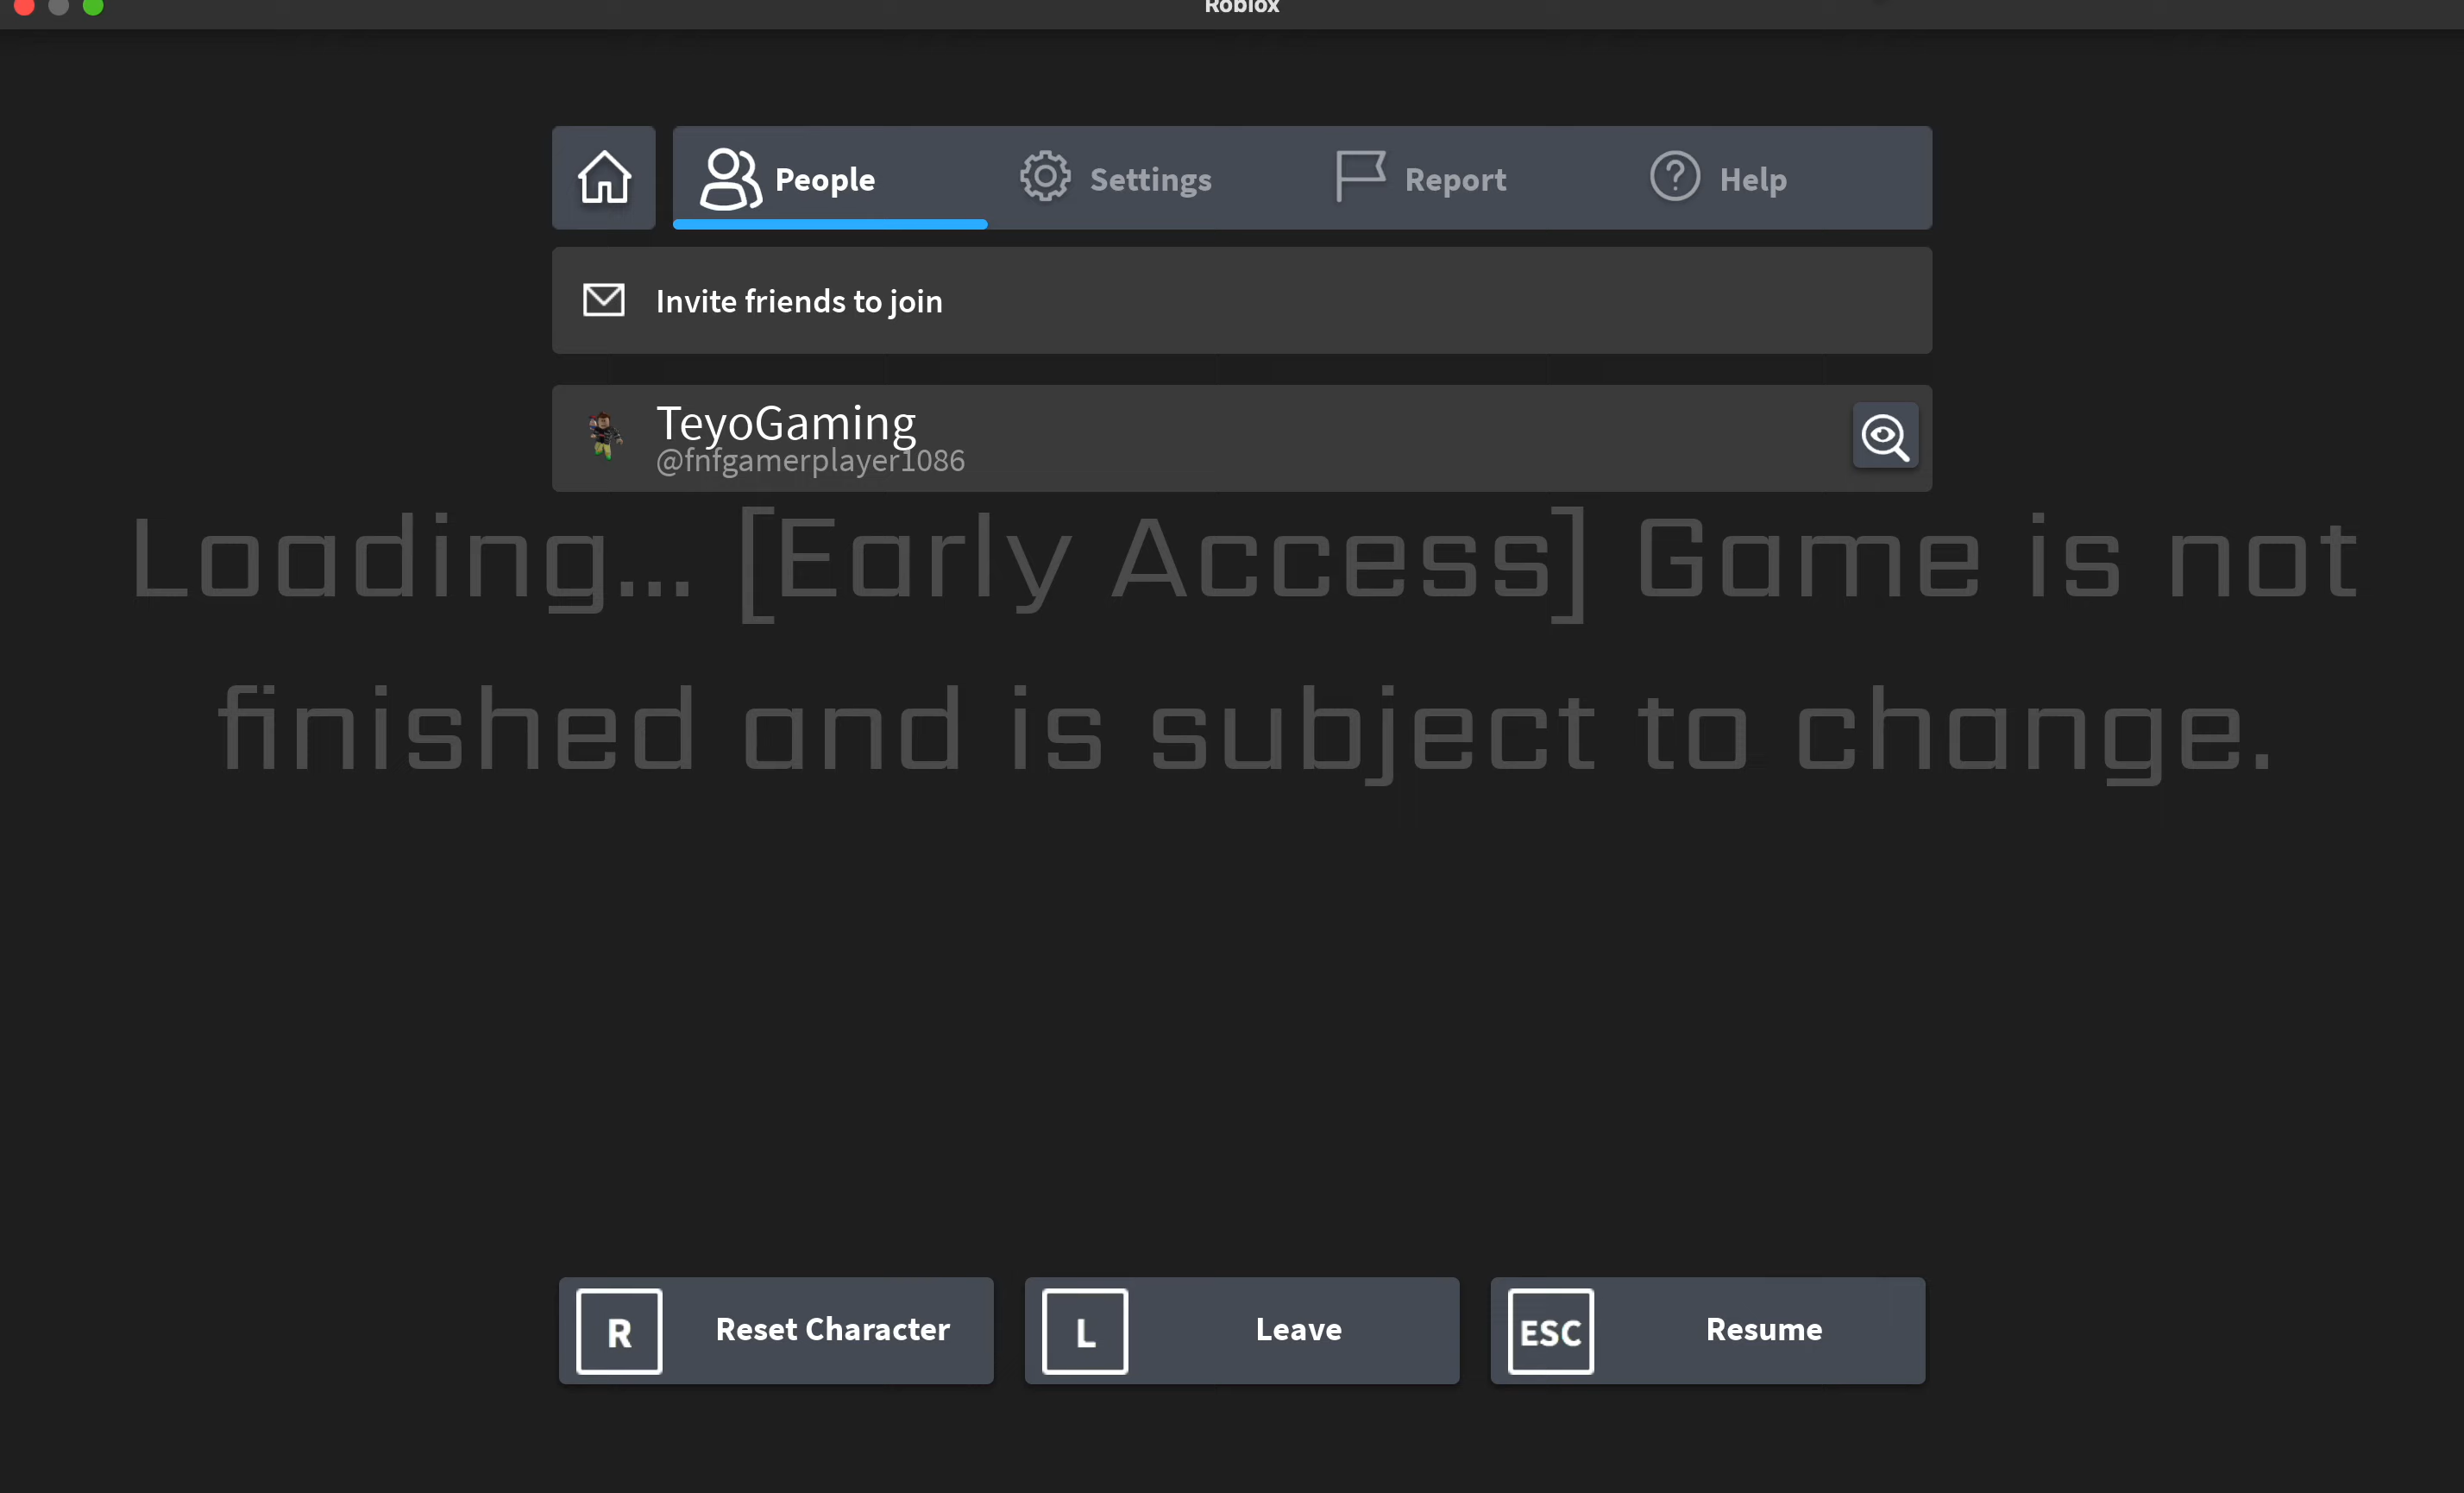 Roblox
People
Settings
Report
Help
Invite friends to join
TeyoGaming
@fnfgamerplayer1086
Loading... [Early Access] Game is not
finished and is subject to change.
R Reset Character
L Leave
ESC Resume